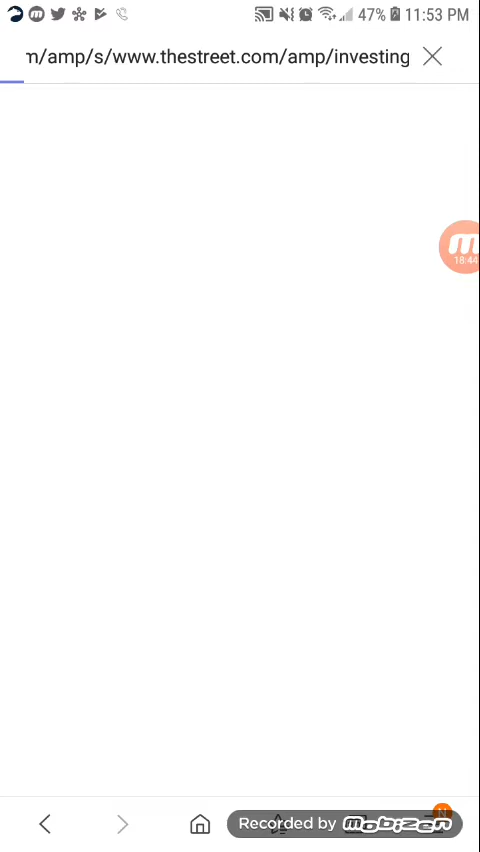 47% 11:53 PM
m/amp/s/www.thestreet.com/amp/investing
m
18:44
N
Recorded by mobizen